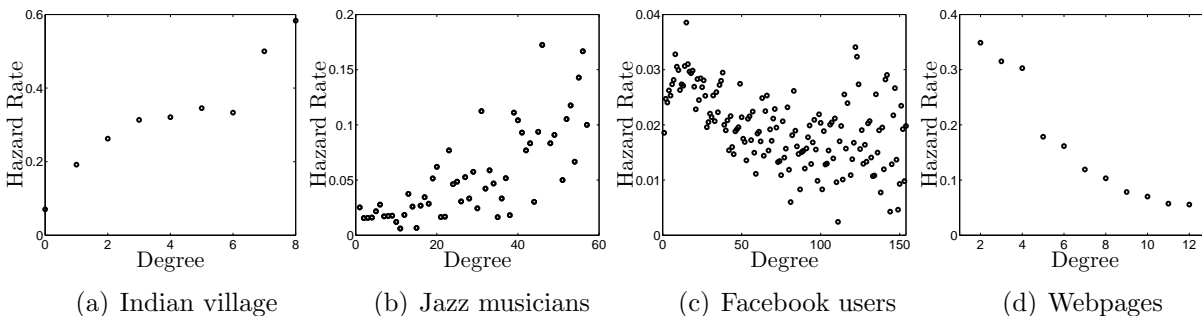 0.6
0.4
0.2
0
0 2 4 6 8
Hazard Rate
Degree
(a) Indian village
0.2
0.15
0.1
0.05
0
0 20 40 60
Hazard Rate
Degree
(b) Jazz musicians
0.04
0.03
0.02
0.01
0
0 50 100 150
Hazard Rate
Degree
(c) Facebook users
0.4
0.3
0.2
0.1
0
2 4 6 8 10 12
Hazard Rate
Degree
(d) Webpages